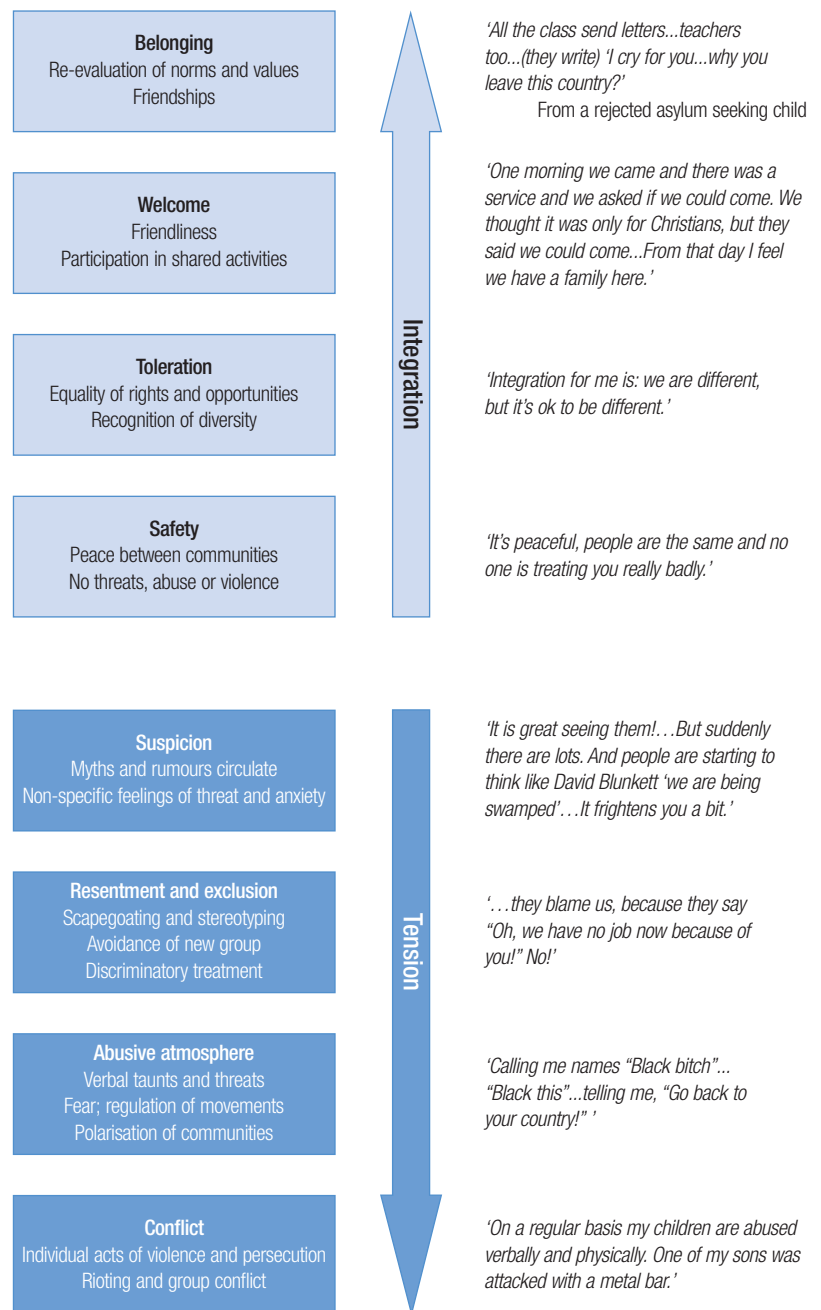 Belonging
Re-evaluation of norms and values
Friendships
‘All the class send letters...teachers
too...(they write) ‘I cry for you...why you
leave this country?’
From a rejected asylum seeking child
Welcome
Friendliness
Participation in shared activities
‘One morning we came and there was a
service and we asked if we could come. We
thought it was only for Christians, but they
said we could come...From that day I feel
we have a family here.’
Integration
Toleration
Equality of rights and opportunities
Recognition of diversity
‘Integration for me is: we are different,
but it’s ok to be different.’
Safety
Peace between communities
No threats, abuse or violence
‘It’s peaceful, people are the same and no
one is treating you really badly.’
Suspicion
Myths and rumours circulate
Non-specific feelings of threat and anxiety
‘It is great seeing them!…But suddenly
there are lots. And people are starting to
think like David Blunkett ‘we are being
swamped’…It frightens you a bit.’
Resentment and exclusion
Scapegoating and stereotyping
Avoidance of new group
Discriminatory treatment
‘…they blame us, because they say
“Oh, we have no job now because of
you!” No!’
Tension
Abusive atmosphere
Verbal taunts and threats
Fear; regulation of movements
Polarisation of communities
‘Calling me names “Black bitch”...
“Black this”...telling me, “Go back to
your country!” ’
Conflict
Individual acts of violence and persecution
Rioting and group conflict
‘On a regular basis my children are abused
verbally and physically. One of my sons was
attacked with a metal bar.’